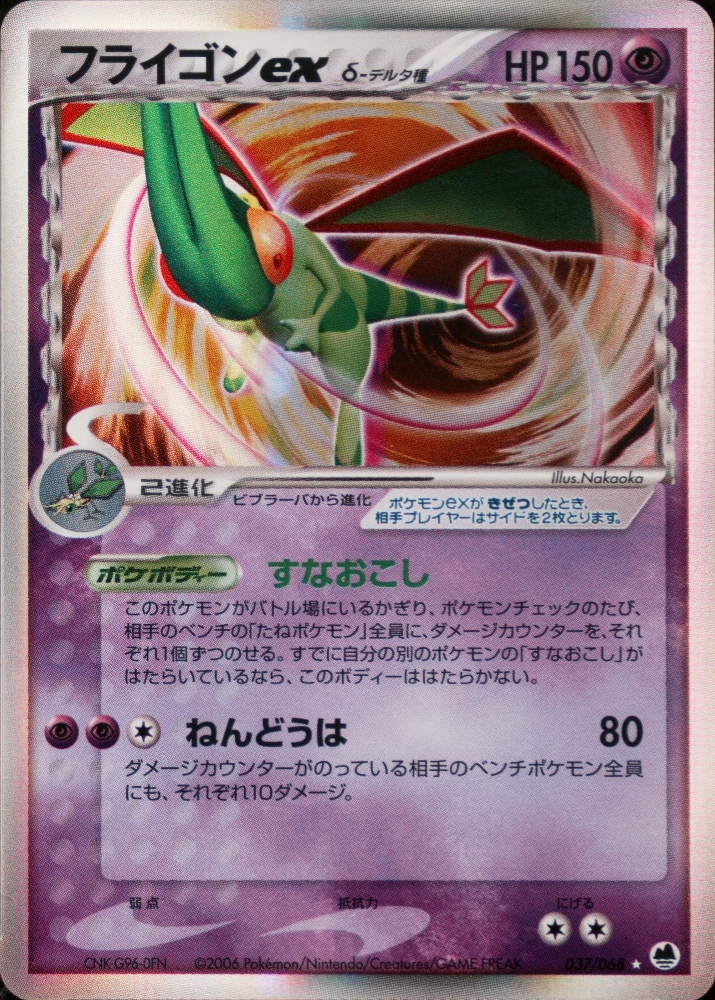 フライゴンex δ-デルタ種 HP 150
Illus.Nakaoka
2進化
ビブラーバから進化
ポケモンexが きぜつしたとき、
相手プレイヤーはサイドを2枚とります。
ポケボディー すなおこし
このポケモンがバトル場にいるかぎり、ポケモンチェックのたび、
相手のベンチの「たねポケモン」全員に、ダメージカウンターを、それ
ぞれ1個ずつのせる。すでに自分の別のポケモンの「すなおこし」が
はたらいているなら、このボディーははたらかない。
ねんどうは 80
ダメージカウンターがのっている相手のベンチポケモン全員
にも、それぞれ10ダメージ。
弱点 抵抗力 にげる
CNK-G96-0FN ©2006 Pokémon/Nintendo/Creatures/GAME FREAK 037/068 ★